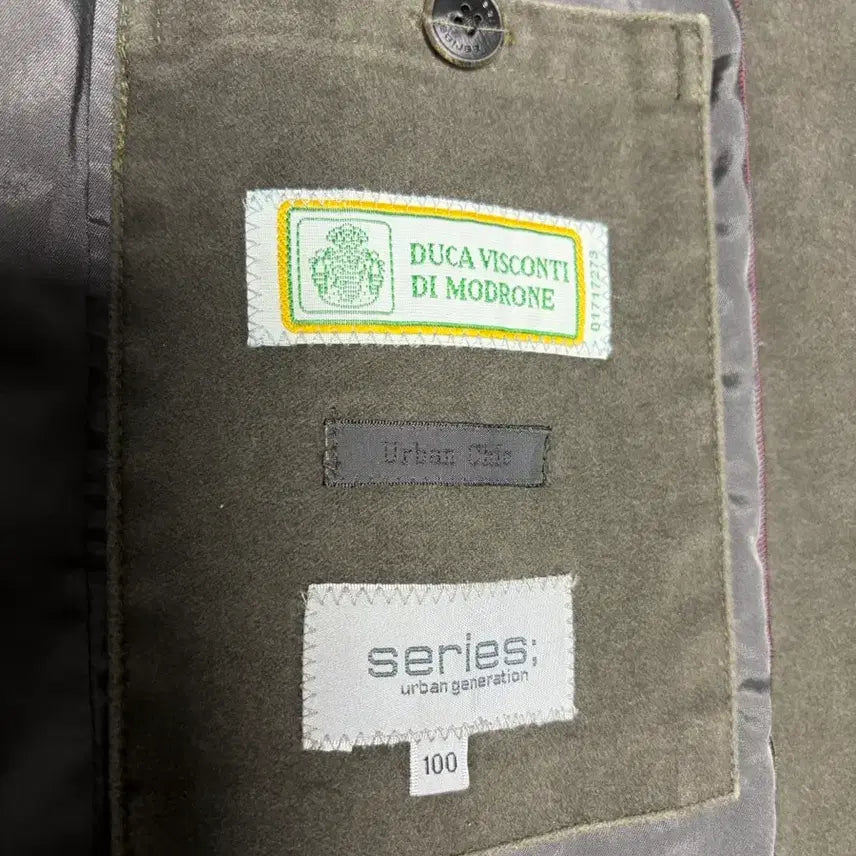 DUCA VISCONTI
DI MODRONE
01717273
Urban Chic
series;
urban generation
100